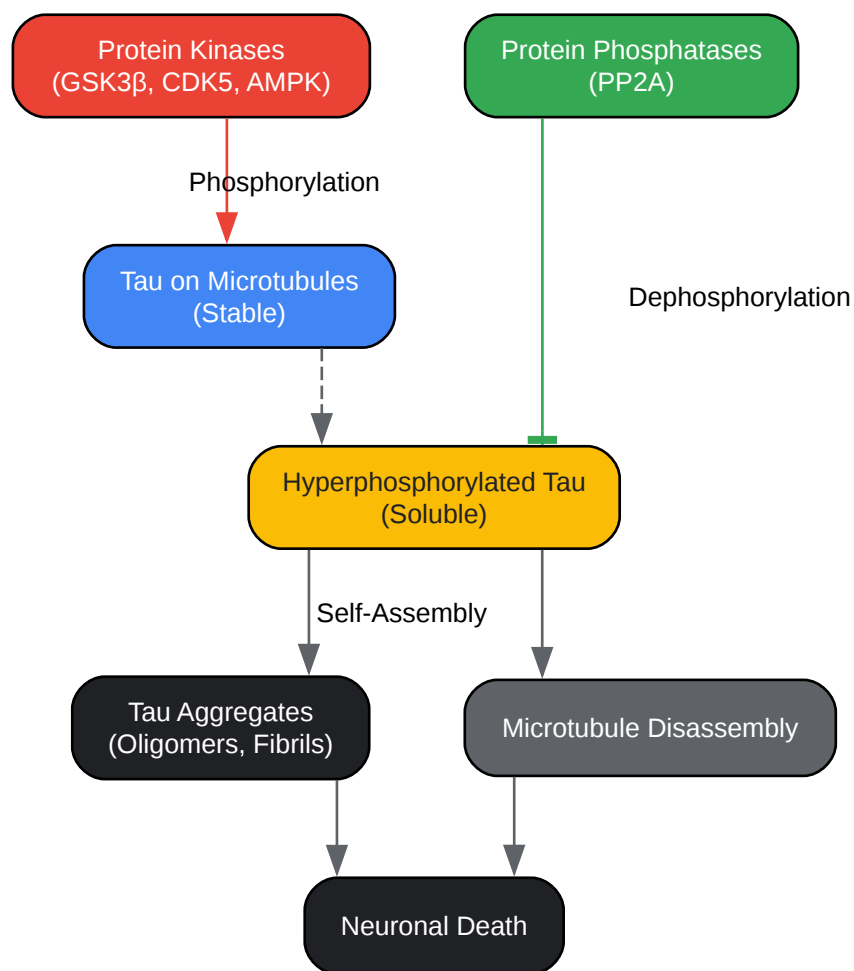 Protein Kinases
(GSK3β, CDK5, AMPK)
Protein Phosphatases
(PP2A)
Phosphorylation
Tau on Microtubules
(Stable)
Dephosphorylation
Hyperphosphorylated Tau
(Soluble)
Self-Assembly
Tau Aggregates
(Oligomers, Fibrils)
Microtubule Disassembly
Neuronal Death